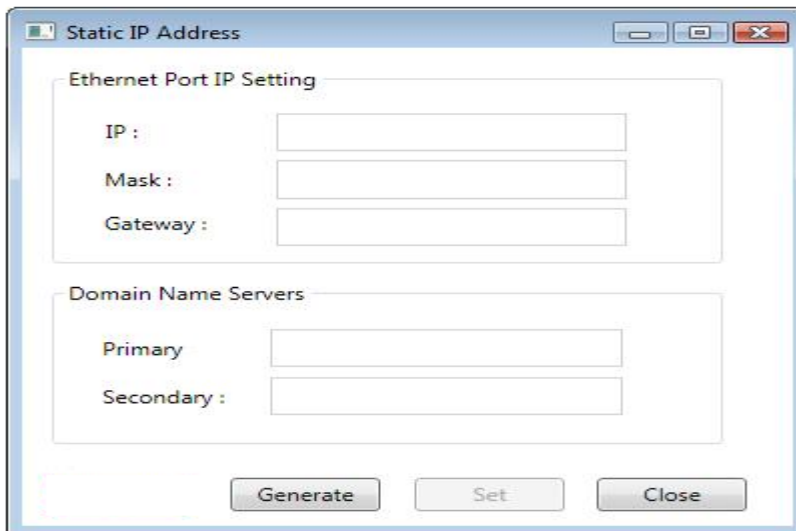 Static IP Address
Ethernet Port IP Setting
IP :
Mask :
Gateway :
Domain Name Servers
Primary
Secondary :
Generate Set Close